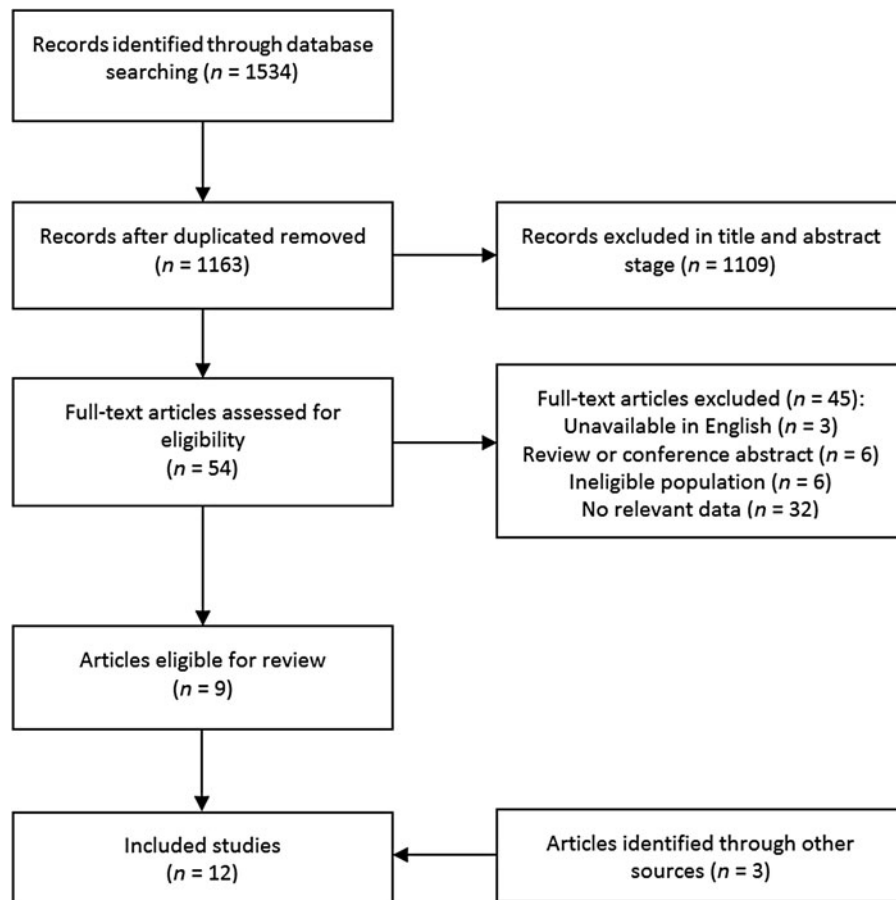 Records identified through database
searching (n = 1534)
Records after duplicated removed
(n = 1163)
Records excluded in title and abstract
stage (n = 1109)
Full-text articles assessed for
eligibility
(n = 54)
Full-text articles excluded (n = 45):
Unavailable in English (n = 3)
Review or conference abstract (n = 6)
Ineligible population (n = 6)
No relevant data (n = 32)
Articles eligible for review
(n = 9)
Included studies
(n = 12)
Articles identified through other
sources (n = 3)